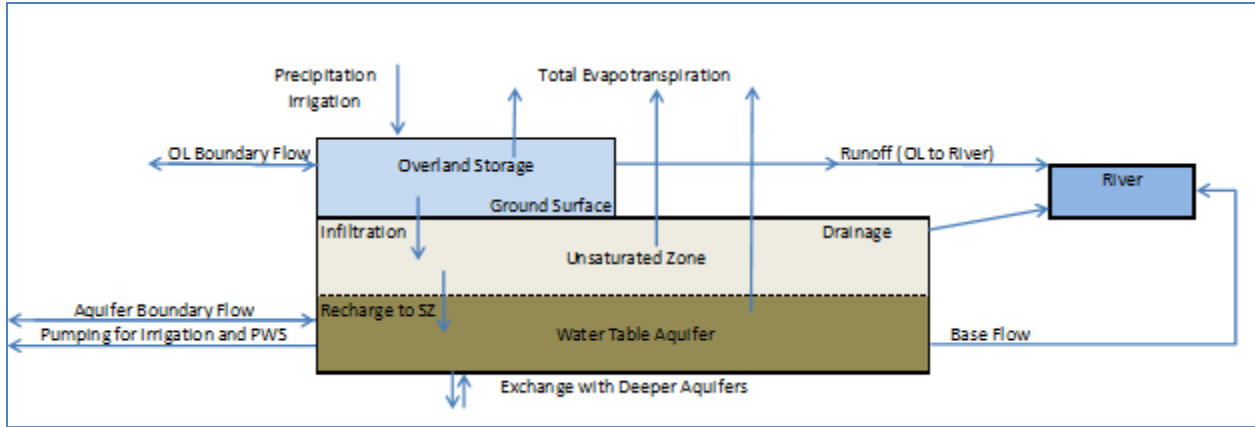 Precipitation
Irrigation
Total Evapotranspiration
OL Boundary Flow
Overland Storage
Runoff (OL to River)
River
Ground Surface
Infiltration
Drainage
Unsaturated Zone
Aquifer Boundary Flow
Recharge to SZ
Pumping for Irrigation and PWS
Water Table Aquifer
Base Flow
Exchange with Deeper Aquifers